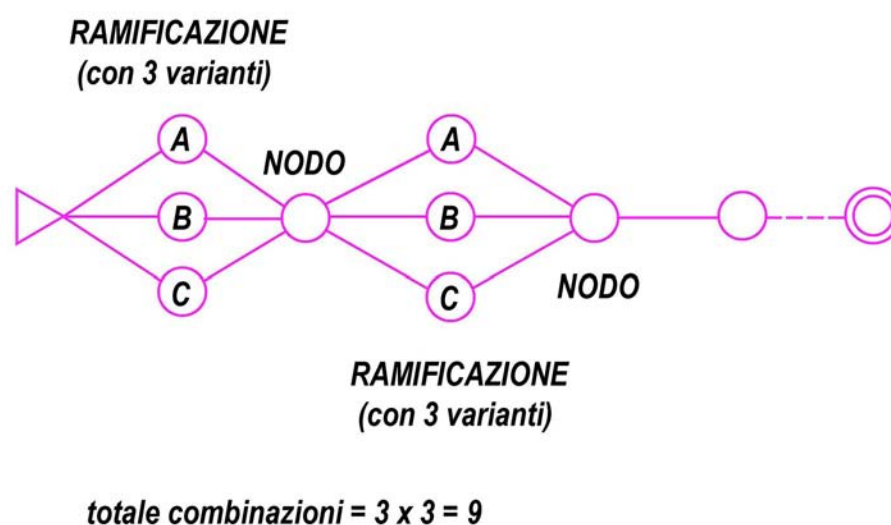 RAMIFICAZIONE
(con 3 varianti)
A
A
NODO
B
B
C
C
NODO
RAMIFICAZIONE
(con 3 varianti)
totale combinazioni = 3 x 3 = 9